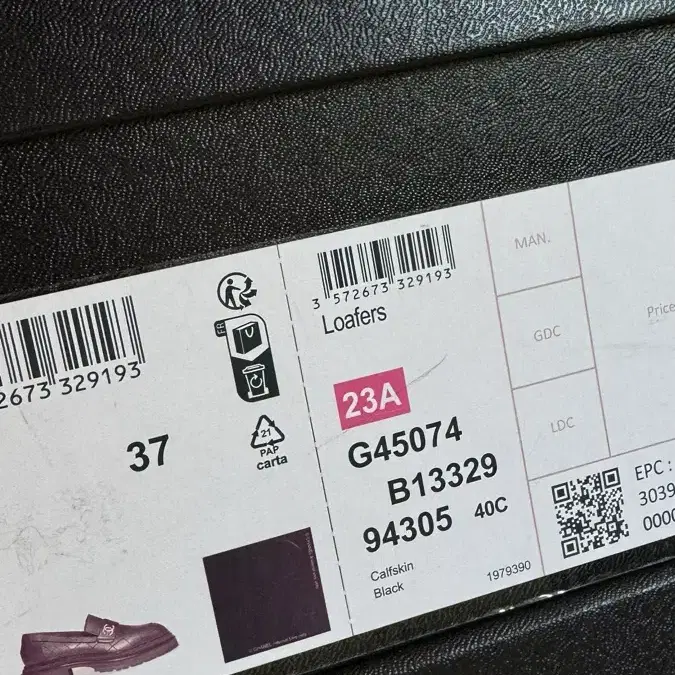 2673 329193
37
FR
21
PAP
carta
3 572673 329193
Loafers
23A
G45074
B13329
94305 40C
Calfskin
Black
1979390
MAN.
GDC
LDC
Price
EPC :
3039
0000